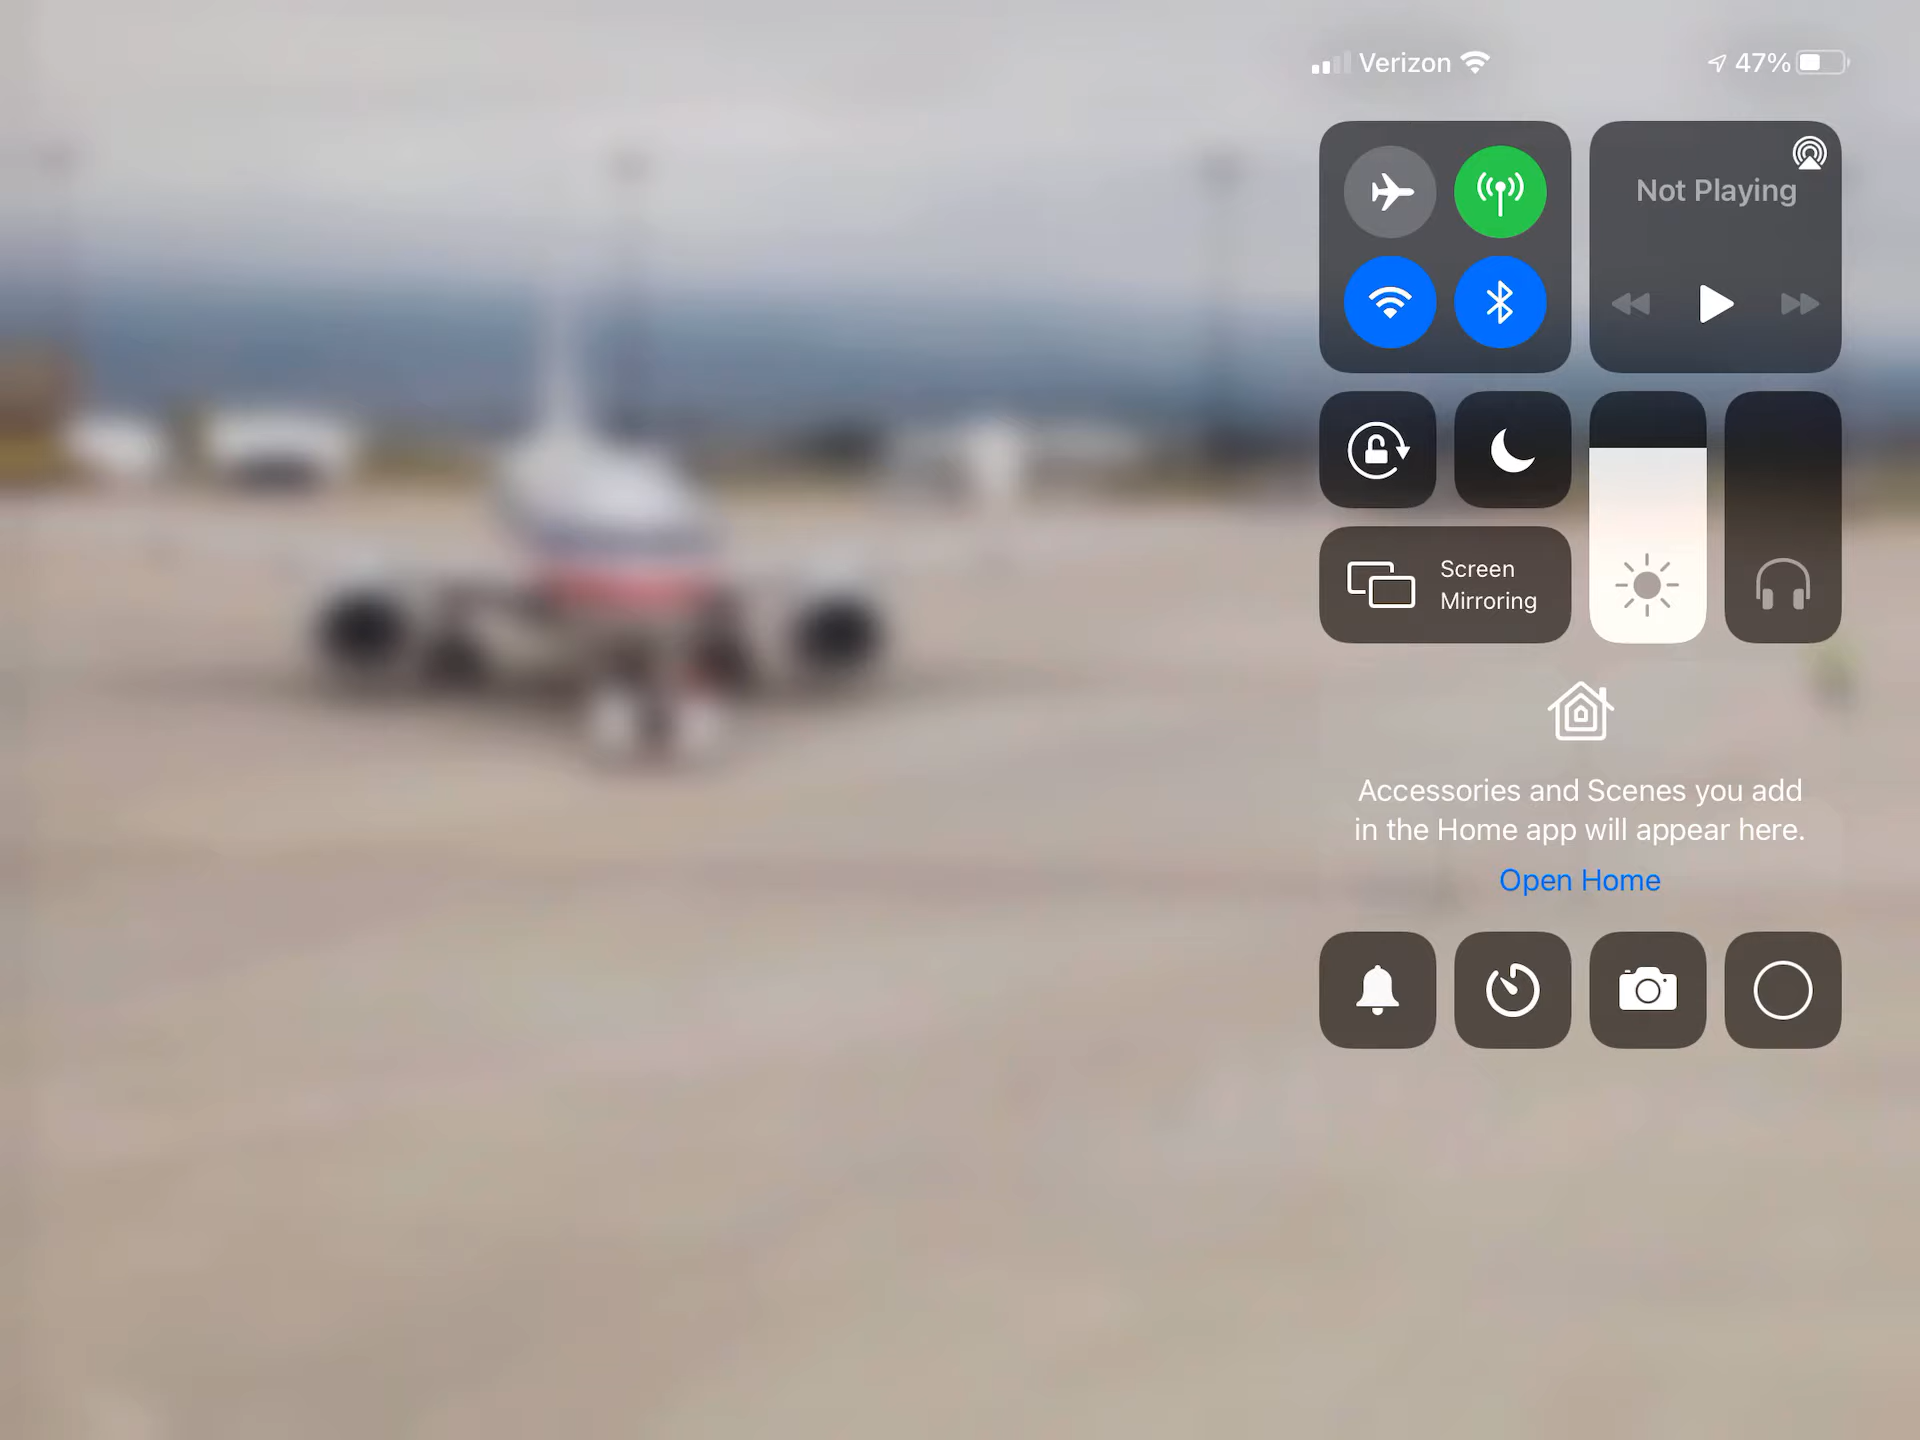 Verizon
47%
Not Playing
Screen
Mirroring
Accessories and Scenes you add
in the Home app will appear here.
Open Home